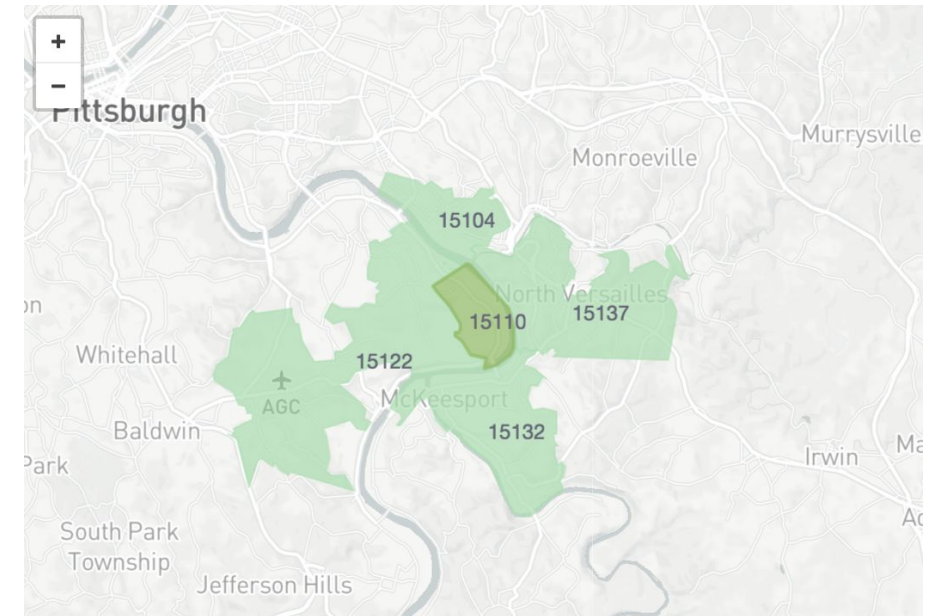 +
−
Pittsburgh
Murrysville
Monroeville
15104
North Versailles
on
15110
15137
Whitehall
15122
AGC
McKeesport
Baldwin
15132
Park
Irwin
Ma
Ac
South Park
Township
Jefferson Hills